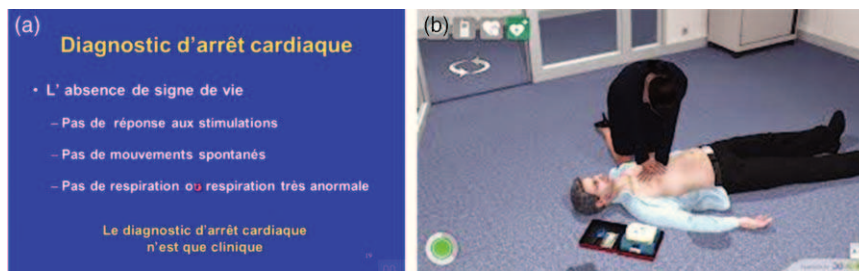 (a)
Diagnostic d'arrêt cardiaque
• L' absence de signe de vie
– Pas de réponse aux stimulations
– Pas de mouvements spontanés
– Pas de respiration ou respiration très anormale
Le diagnostic d'arrêt cardiaque
n'est que clinique
(b)